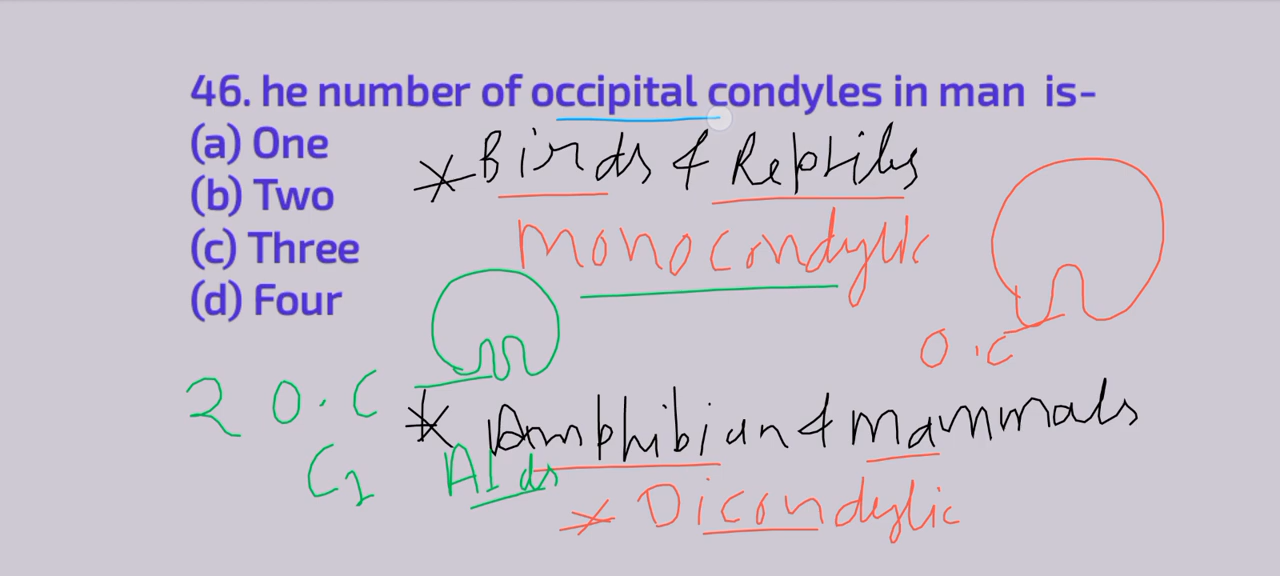 46. he number of occipital condyles in man is-
(a) One
(b) Two
(c) Three
(d) Four
* Birds & Reptiles
monocondylic
O.C
2 O.C
* Amphibian & mammals
C1
* Dicondylic